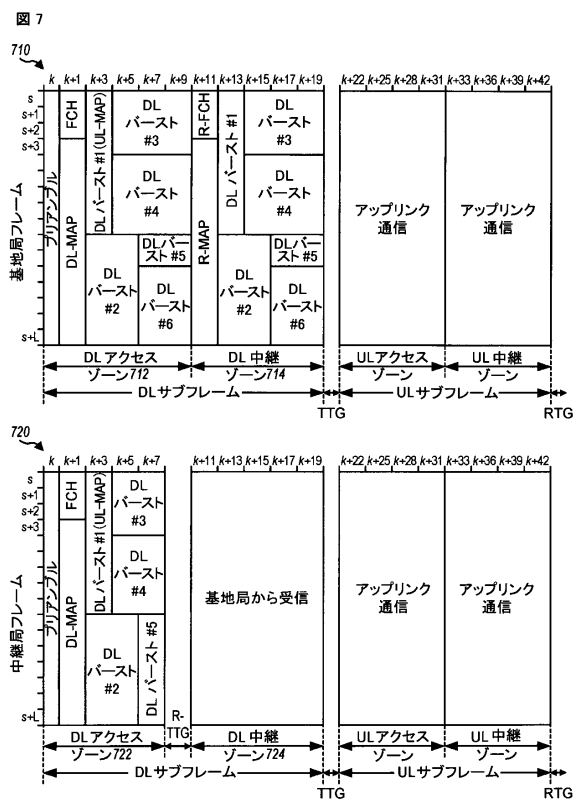 図 7
710
k k+1 k+3 k+5 k+7 k+9 k+11 k+13 k+15 k+17 k+19 k+22 k+25 k+28 k+31 k+33 k+36 k+39 k+42
s
s+1
s+2
s+3
s+L
基地局フレーム
プリアンブル
FCH
DL-MAP
DL バースト #1 (UL-MAP)
DL
バースト
#3
DL
バースト
#4
DL
バースト
#2
DLバー
スト #5
DL
バースト
#6
R-FCH
R-MAP
DL バースト #1
DL
バースト
#3
DL
バースト
#4
DL
バースト
#2
DLバー
スト #5
DL
バースト
#6
アップリンク
通信
アップリンク
通信
DL アクセス
ゾーン712
DL 中継
ゾーン714
ULアクセス
ゾーン
UL 中継
ゾーン
DLサブフレーム
TTG
ULサブフレーム
RTG
720
k k+1 k+3 k+5 k+7 k+11 k+13 k+15 k+17 k+19 k+22 k+25 k+28 k+31 k+33 k+36 k+39 k+42
s
s+1
s+2
s+3
s+L
中継局フレーム
プリアンブル
FCH
DL-MAP
DL バースト #1 (UL-MAP)
DL
バースト
#3
DL
バースト
#4
DL
バースト
#2
DL バースト #5
R-
TTG
基地局から受信
アップリンク
通信
アップリンク
通信
DL アクセス
ゾーン722
DL 中継
ゾーン724
ULアクセス
ゾーン
UL 中継
ゾーン
DLサブフレーム
TTG
ULサブフレーム
RTG